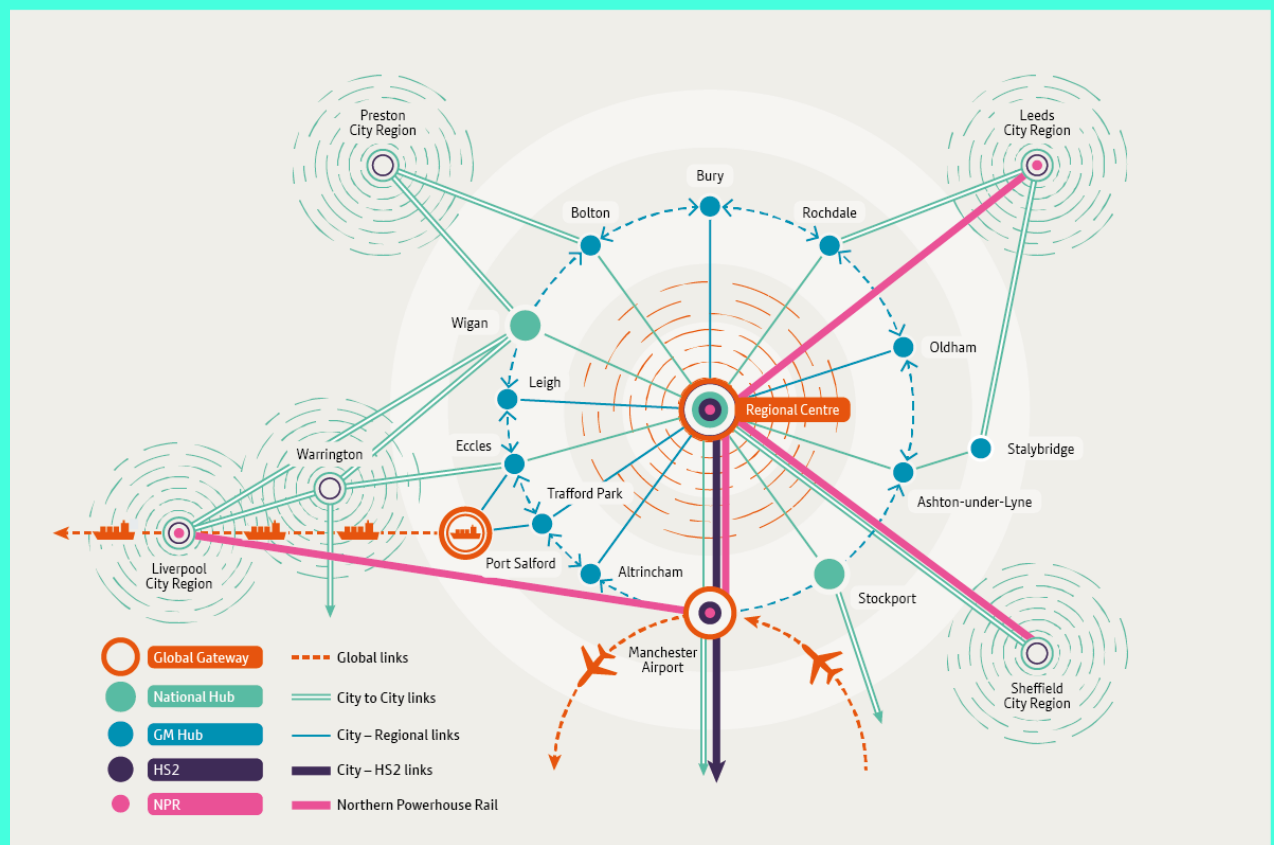 Preston
City Region
Leeds
City Region
Bury
Bolton
Rochdale
Wigan
Oldham
Leigh
Regional Centre
Eccles
Warrington
Stalybridge
Trafford Park
Ashton-under-Lyne
Port Salford
Altrincham
Liverpool
City Region
Stockport
Manchester
Airport
Sheffield
City Region
Global Gateway
Global links
National Hub
City to City links
GM Hub
City – Regional links
HS2
City – HS2 links
NPR
Northern Powerhouse Rail